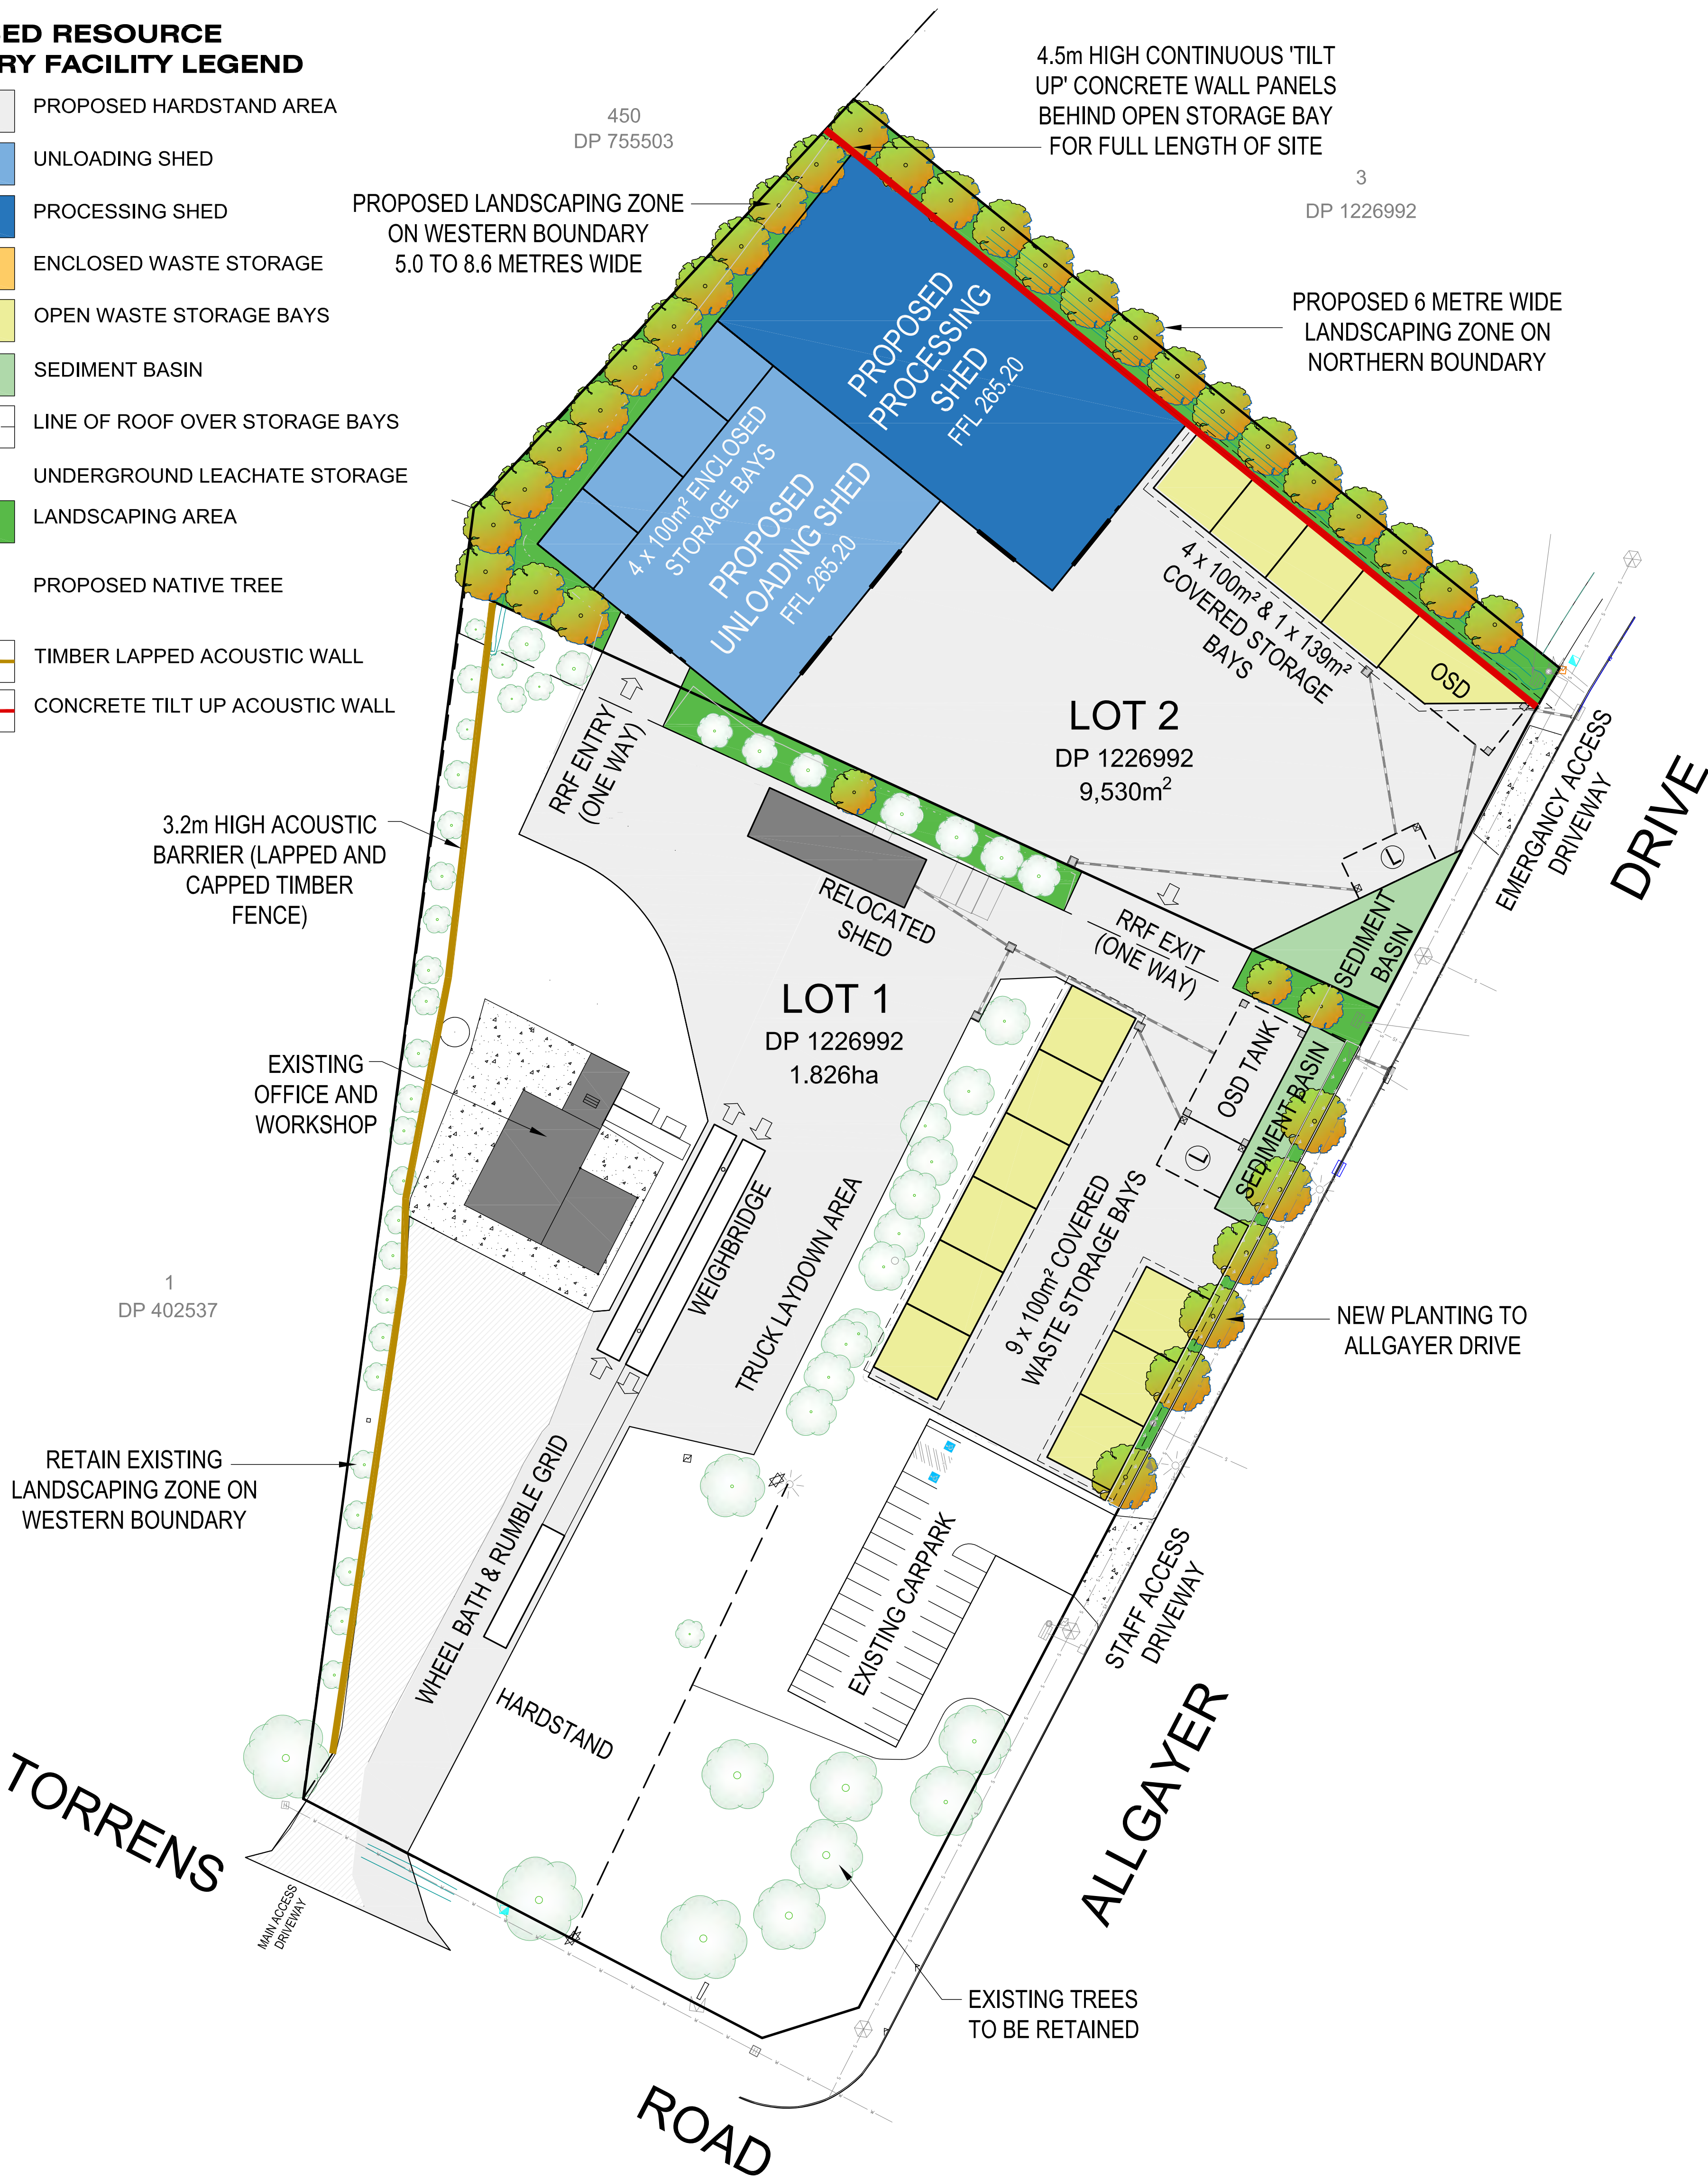 ED RESOURCE
RY FACILITY LEGEND
PROPOSED HARDSTAND AREA
UNLOADING SHED
PROCESSING SHED
ENCLOSED WASTE STORAGE
OPEN WASTE STORAGE BAYS
SEDIMENT BASIN
LINE OF ROOF OVER STORAGE BAYS
UNDERGROUND LEACHATE STORAGE
LANDSCAPING AREA
PROPOSED NATIVE TREE
TIMBER LAPPED ACOUSTIC WALL
CONCRETE TILT UP ACOUSTIC WALL
450
DP 755503
4.5m HIGH CONTINUOUS 'TILT
UP' CONCRETE WALL PANELS
BEHIND OPEN STORAGE BAY
FOR FULL LENGTH OF SITE
3
DP 1226992
PROPOSED LANDSCAPING ZONE
ON WESTERN BOUNDARY
5.0 TO 8.6 METRES WIDE
PROPOSED 6 METRE WIDE
LANDSCAPING ZONE ON
NORTHERN BOUNDARY
PROPOSED
PROCESSING
SHED
FFL 265.20
4 x 100m² ENCLOSED
STORAGE BAYS
PROPOSED
UNLOADING SHED
FFL 265.20
4 x 100m² & 1 x 139m²
COVERED STORAGE
BAYS
OSD
LOT 2
DP 1226992
9,530m²
EMERGANCY ACCESS
DRIVEWAY
DRIVE
RRF ENTRY
(ONE WAY)
3.2m HIGH ACOUSTIC
BARRIER (LAPPED AND
CAPPED TIMBER
FENCE)
RELOCATED
SHED
L
RRF EXIT
(ONE WAY)
SEDIMENT
BASIN
LOT 1
DP 1226992
1.826ha
EXISTING
OFFICE AND
WORKSHOP
OSD TANK
L
SEDIMENT BASIN
WEIGHBRIDGE
TRUCK LAYDOWN AREA
9 x 100m² COVERED
WASTE STORAGE BAYS
1
DP 402537
NEW PLANTING TO
ALLGAYER DRIVE
RETAIN EXISTING
LANDSCAPING ZONE ON
WESTERN BOUNDARY
WHEEL BATH & RUMBLE GRID
EXISTING CARPARK
STAFF ACCESS
DRIVEWAY
HARDSTAND
ALLGAYER
TORRENS
MAIN ACCESS
DRIVEWAY
EXISTING TREES
TO BE RETAINED
ROAD